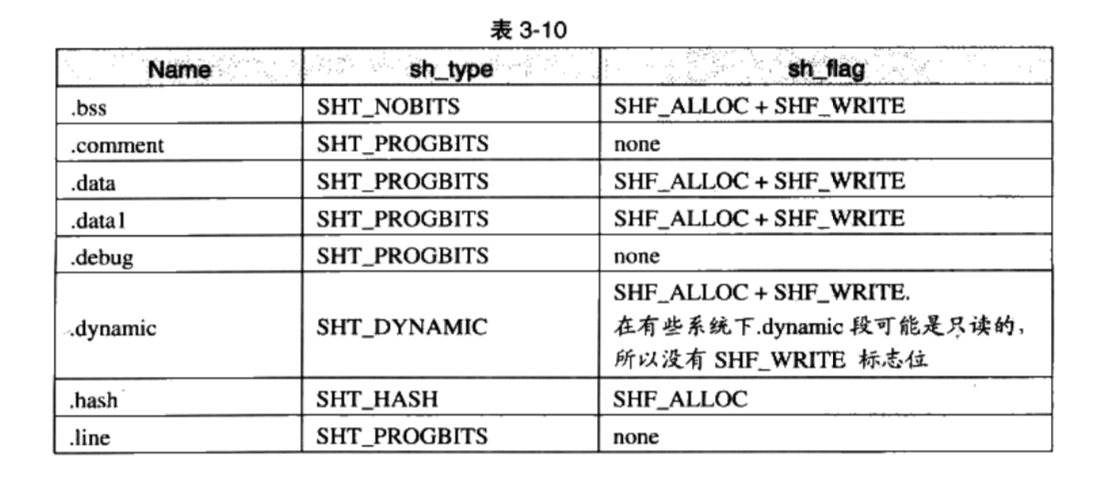 表 3-10
Name sh_type sh_flag
.bss SHT_NOBITS SHF_ALLOC + SHF_WRITE
.comment SHT_PROGBITS none
.data SHT_PROGBITS SHF_ALLOC + SHF_WRITE
.data1 SHT_PROGBITS SHF_ALLOC + SHF_WRITE
.debug SHT_PROGBITS none
.dynamic SHT_DYNAMIC SHF_ALLOC + SHF_WRITE.
在有些系统下.dynamic 段可能是只读的，
所以没有 SHF_WRITE 标志位
.hash SHT_HASH SHF_ALLOC
.line SHT_PROGBITS none